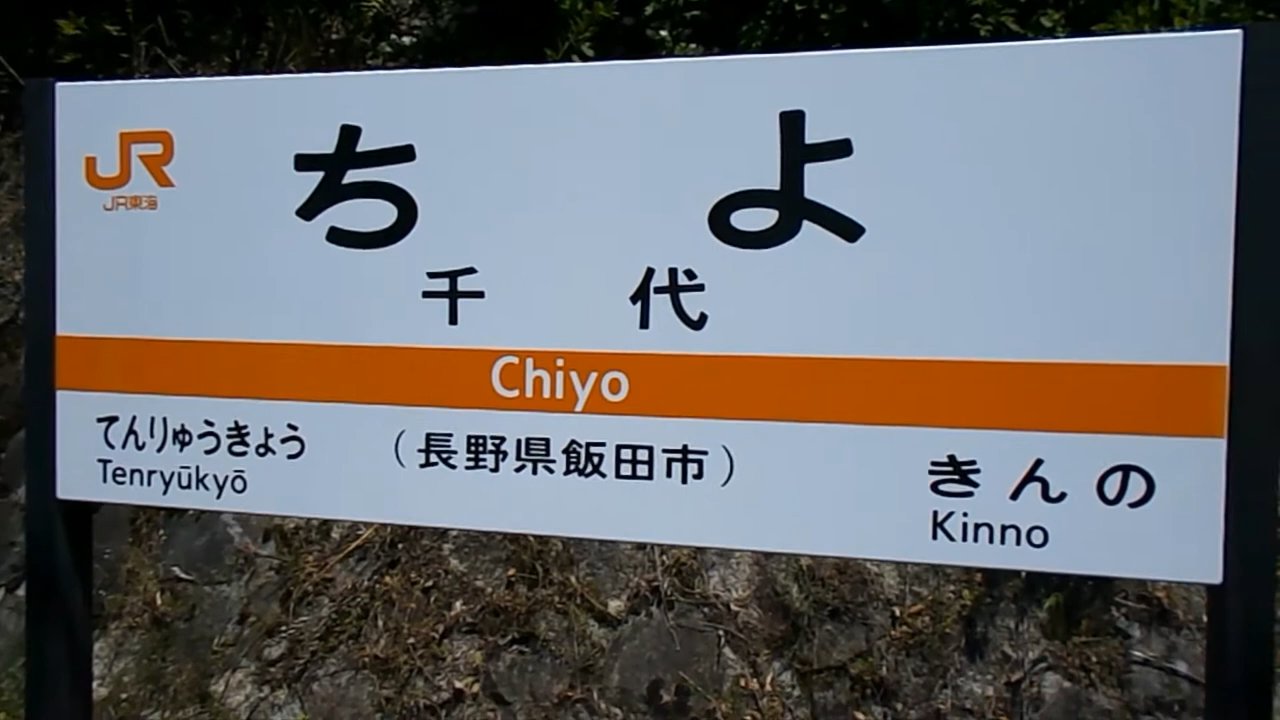 JR
JR東海
ちよ
千代
Chiyo
てんりゅうきょう
Tenryūkyō
（長野県飯田市）
きんの
Kinno